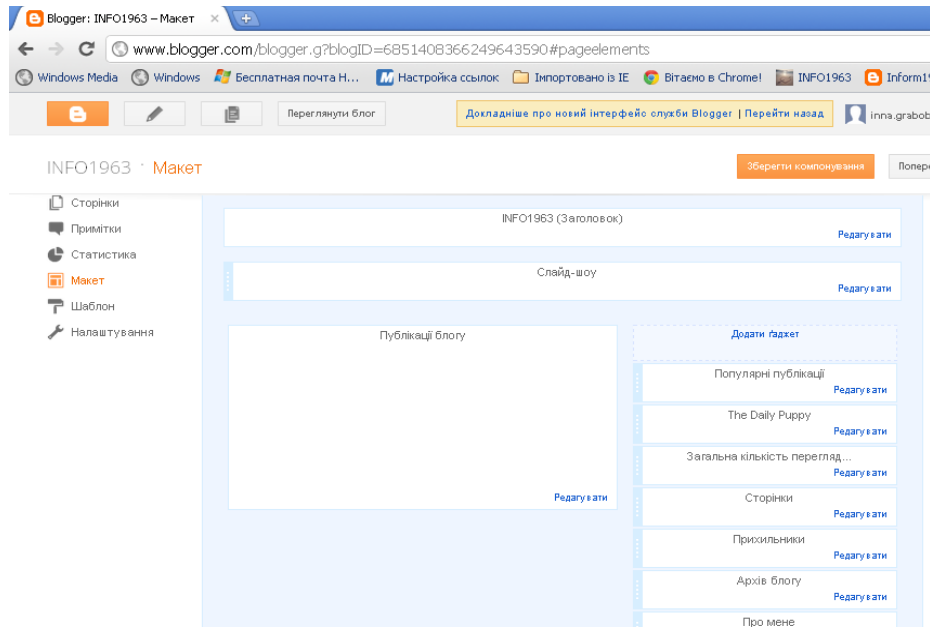 Blogger: INFO1963 – Макет
www.blogger.com/blogger.g?blogID=6851408366249643590#pageelements
Windows Media Windows Бесплатная почта H... Настройка ссылок Імпортовано із IE Вітаємо в Chrome! INFO1963 Inform1
Переглянути блог Докладніше про новий інтерфейс служби Blogger | Перейти назад inna.grabob
INFO1963 · Макет Зберегти компонування Попер
Сторінки
Примітки
Статистика
Макет
Шаблон
Налаштування
INFO1963 (Заголовок)
Редагувати
Слайд-шоу
Редагувати
Публікації блогу
Редагувати
Додати ґаджет
Популярні публікації
Редагувати
The Daily Puppy
Редагувати
Загальна кількість перегляд...
Редагувати
Сторінки
Редагувати
Прихильники
Редагувати
Архів блогу
Редагувати
Про мене